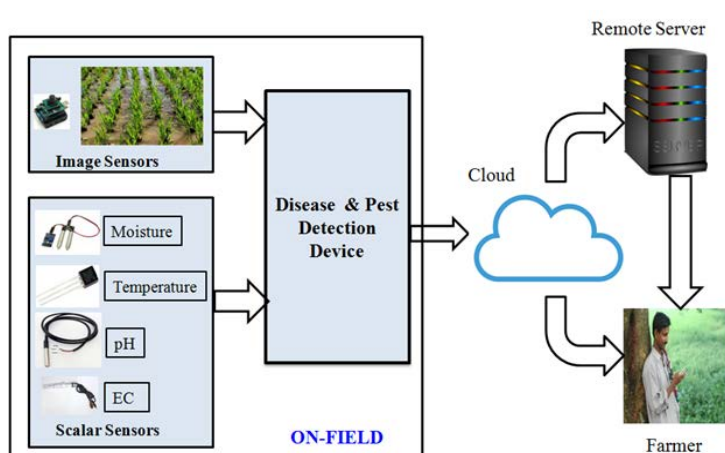 Remote Server
Image Sensors
Disease & Pest
Detection
Device
Cloud
Moisture
Temperature
pH
EC
Scalar Sensors
ON-FIELD
Farmer